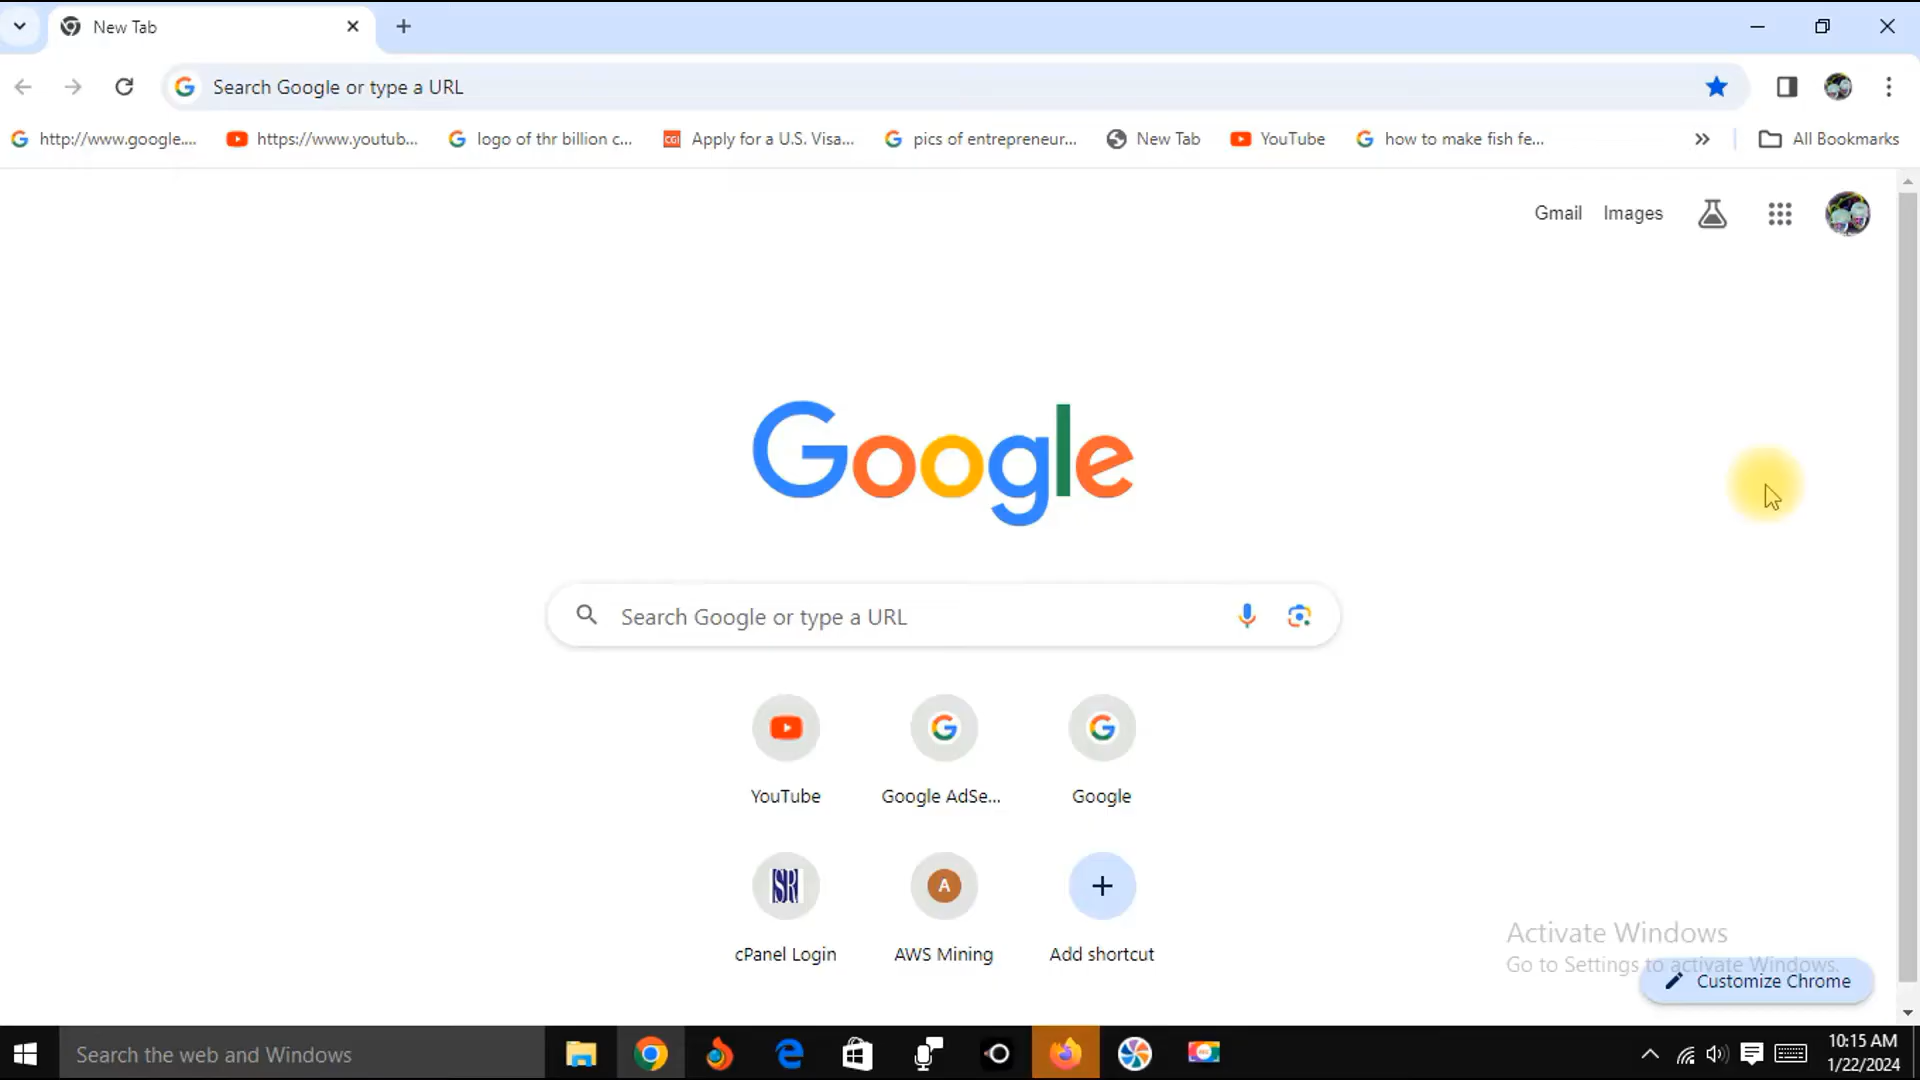 New Tab
Search Google or type a URL
http://www.google....
https://www.youtub...
logo of thr billion c...
CGI
Apply for a U.S. Visa...
pics of entrepreneur...
New Tab
YouTube
how to make fish fe...
All Bookmarks
Gmail
Images
Google
Search Google or type a URL
YouTube
Google AdSe...
Google
SR
A
cPanel Login
AWS Mining
Add shortcut
Activate Windows
Go to Settings to activate Windows.
Customize Chrome
Search the web and Windows
10:15 AM
1/22/2024